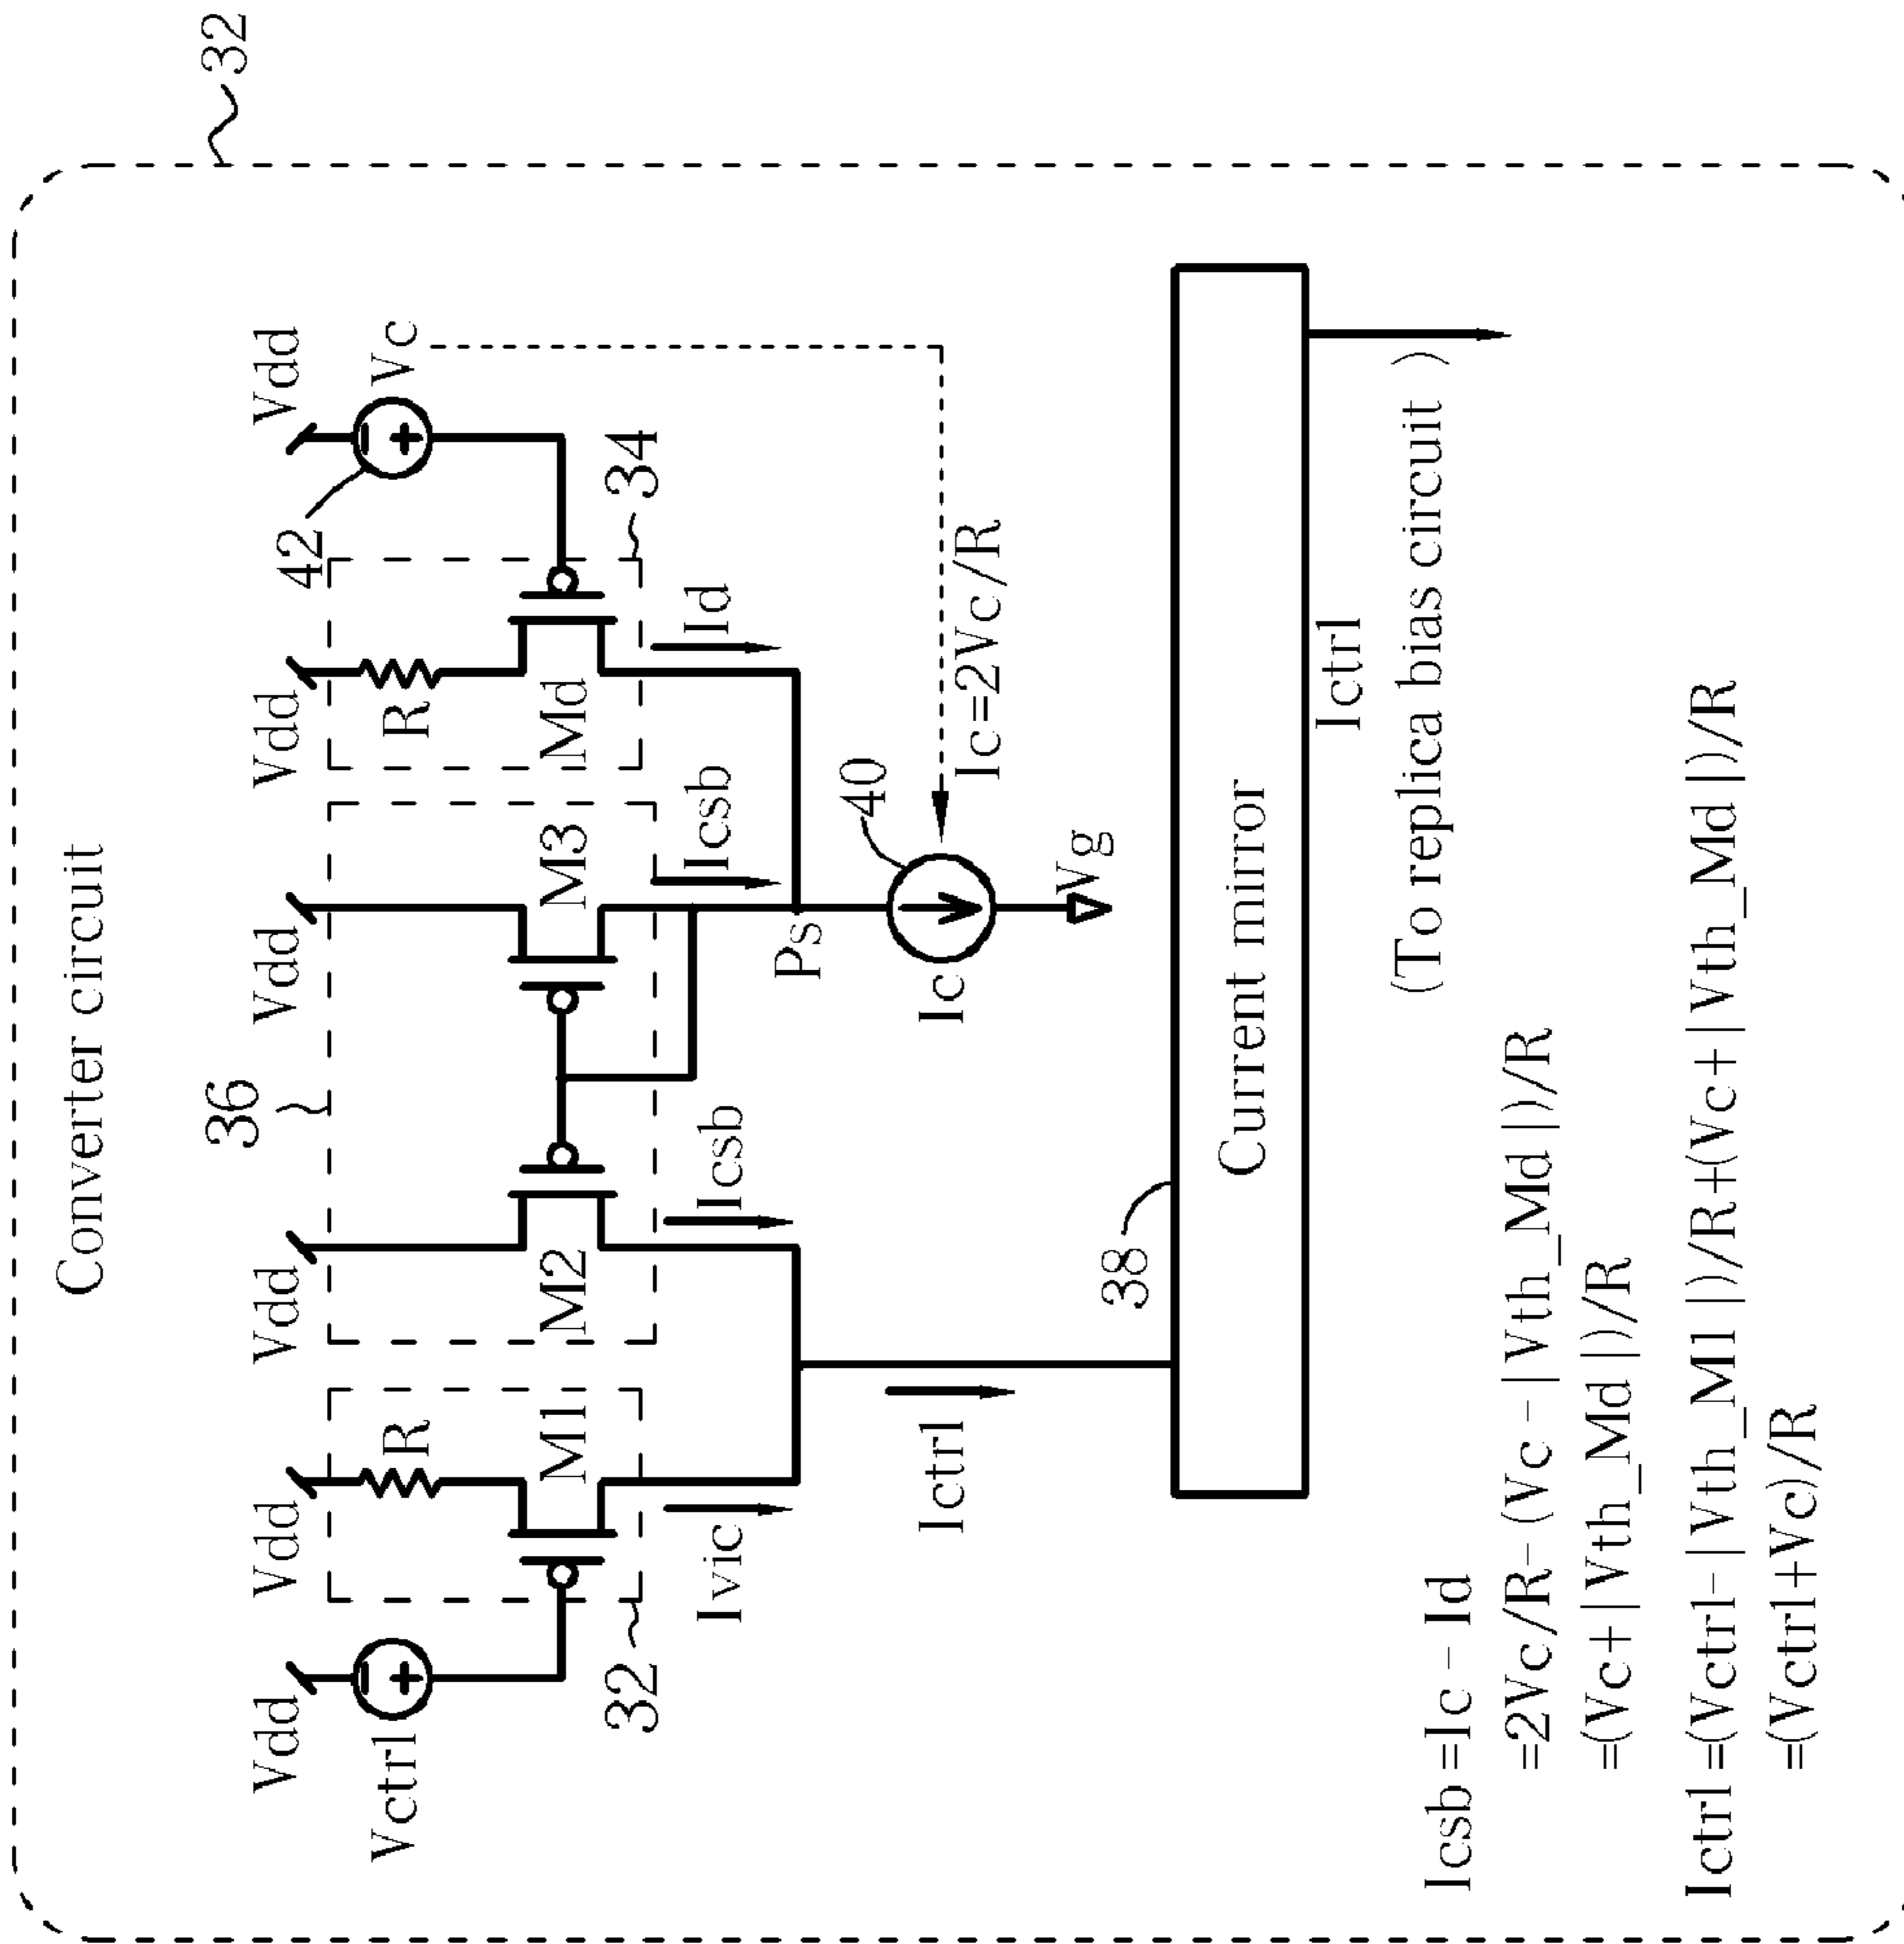 Converter circuit
32
36
Vdd
Vdd
Vdd
Vdd
Vdd
Vdd
42
Vctrl
R
R
Vc
M1
M2
M3
Md
32
34
Ivic
Icsb
Icsb
Id
Ps
40
Ictrl
Ic
Ic=2Vc/R
Vg
38
Current mirror
Ictrl
(To replica bias circuit )
Icsb=Ic-Id
=2Vc/R-(Vc-|Vth_Md|)/R
=(Vc+|Vth_Md|)/R
Ictrl=(Vctrl-|Vth_M1|)/R+(Vc+|Vth_Md|)/R
=(Vctrl+Vc)/R